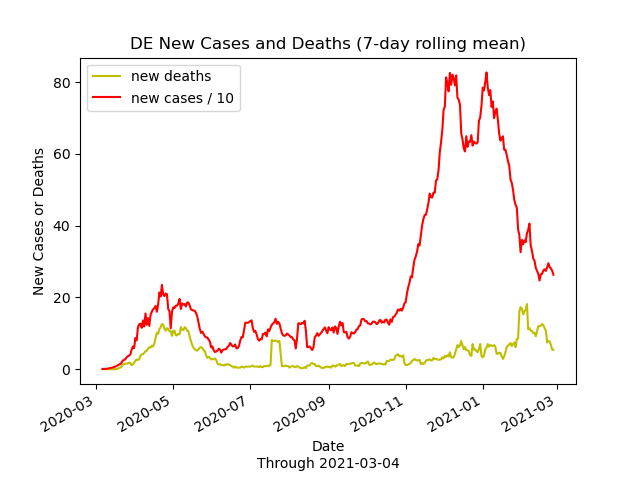 DE New Cases and Deaths (7-day rolling mean)
new deaths
new cases / 10
80
60
40
20
0
New Cases or Deaths
2020-03
2020-05
2020-07
2020-09
2020-11
2021-01
2021-03
Date
Through 2021-03-04